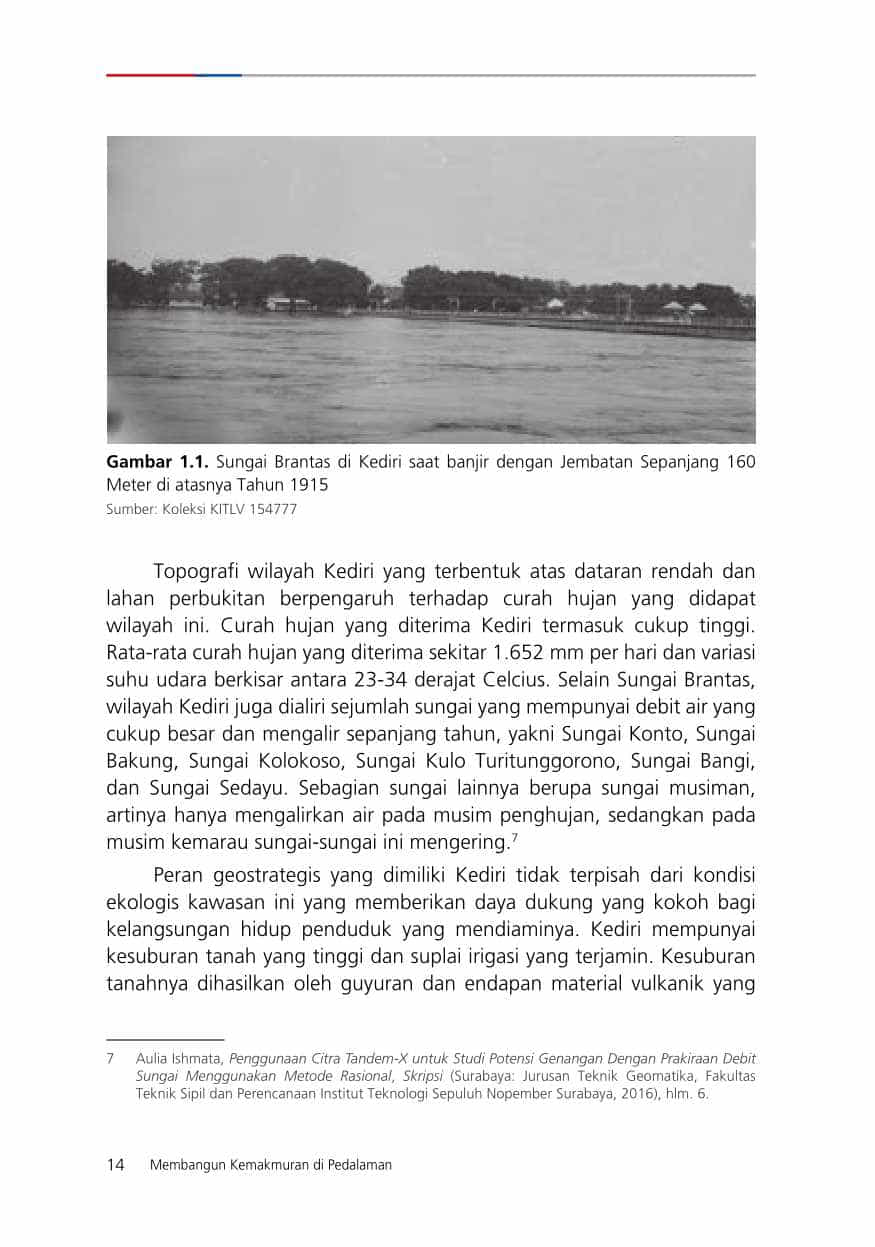 Gambar 1.1. Sungai Brantas di Kediri saat banjir dengan Jembatan Sepanjang 160
Meter di atasnya Tahun 1915
Sumber: Koleksi KITLV 154777
Topografi wilayah Kediri yang terbentuk atas dataran rendah dan
lahan perbukitan berpengaruh terhadap curah hujan yang didapat
wilayah ini. Curah hujan yang diterima Kediri termasuk cukup tinggi.
Rata-rata curah hujan yang diterima sekitar 1.652 mm per hari dan variasi
suhu udara berkisar antara 23-34 derajat Celcius. Selain Sungai Brantas,
wilayah Kediri juga dialiri sejumlah sungai yang mempunyai debit air yang
cukup besar dan mengalir sepanjang tahun, yakni Sungai Konto, Sungai
Bakung, Sungai Kolokoso, Sungai Kulo Turitunggorono, Sungai Bangi,
dan Sungai Sedayu. Sebagian sungai lainnya berupa sungai musiman,
artinya hanya mengalirkan air pada musim penghujan, sedangkan pada
musim kemarau sungai-sungai ini mengering.7
Peran geostrategis yang dimiliki Kediri tidak terpisah dari kondisi
ekologis kawasan ini yang memberikan daya dukung yang kokoh bagi
kelangsungan hidup penduduk yang mendiaminya. Kediri mempunyai
kesuburan tanah yang tinggi dan suplai irigasi yang terjamin. Kesuburan
tanahnya dihasilkan oleh guyuran dan endapan material vulkanik yang
7 Aulia Ishmata, Penggunaan Citra Tandem-X untuk Studi Potensi Genangan Dengan Prakiraan Debit
Sungai Menggunakan Metode Rasional, Skripsi (Surabaya: Jurusan Teknik Geomatika, Fakultas
Teknik Sipil dan Perencanaan Institut Teknologi Sepuluh Nopember Surabaya, 2016), hlm. 6.
14 Membangun Kemakmuran di Pedalaman